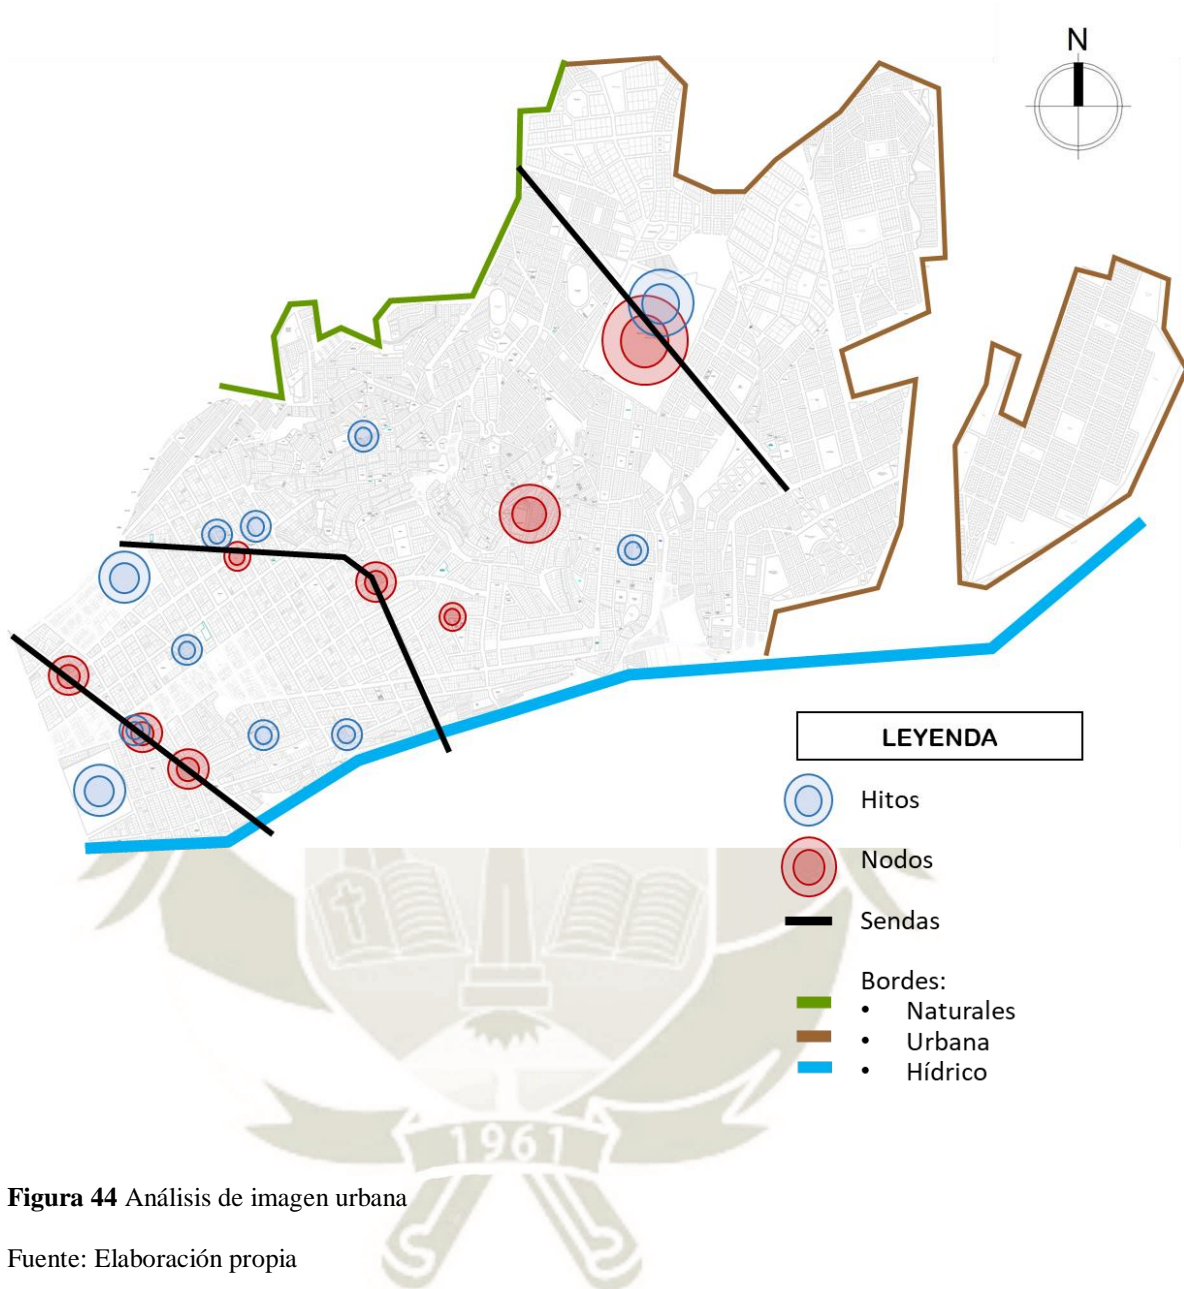 N
LEYENDA
Hitos
Nodos
Sendas
Bordes:
• Naturales
• Urbana
• Hídrico
1961
Figura 44 Análisis de imagen urbana
Fuente: Elaboración propia